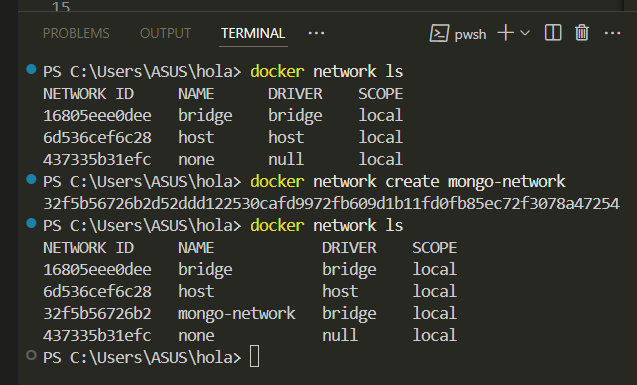 15
PROBLEMS OUTPUT TERMINAL ··· pwsh
PS C:\Users\ASUS\hola> docker network ls
NETWORK ID NAME DRIVER SCOPE
16805eee0dee bridge bridge local
6d536cef6c28 host host local
437335b31efc none null local
PS C:\Users\ASUS\hola> docker network create mongo-network
32f5b56726b2d52ddd122530cafd9972fb609d1b11fd0fb85ec72f3078a47254
PS C:\Users\ASUS\hola> docker network ls
NETWORK ID NAME DRIVER SCOPE
16805eee0dee bridge bridge local
6d536cef6c28 host host local
32f5b56726b2 mongo-network bridge local
437335b31efc none null local
PS C:\Users\ASUS\hola>